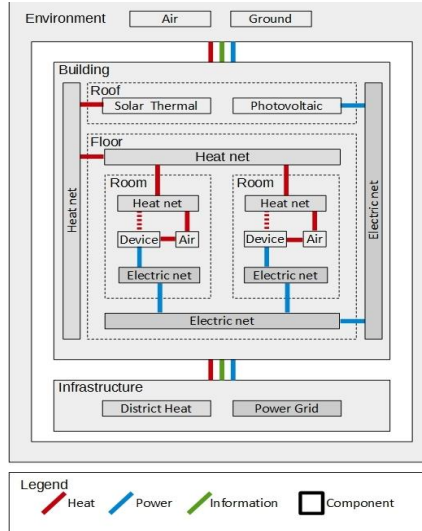 Environment
Air
Ground
Building
Roof
Solar Thermal
Photovoltaic
Floor
Heat net
Heat net
Electric net
Room
Room
Heat net
Heat net
Device
Air
Device
Air
Electric net
Electric net
Electric net
Infrastructure
District Heat
Power Grid
Legend
Heat
Power
Information
Component